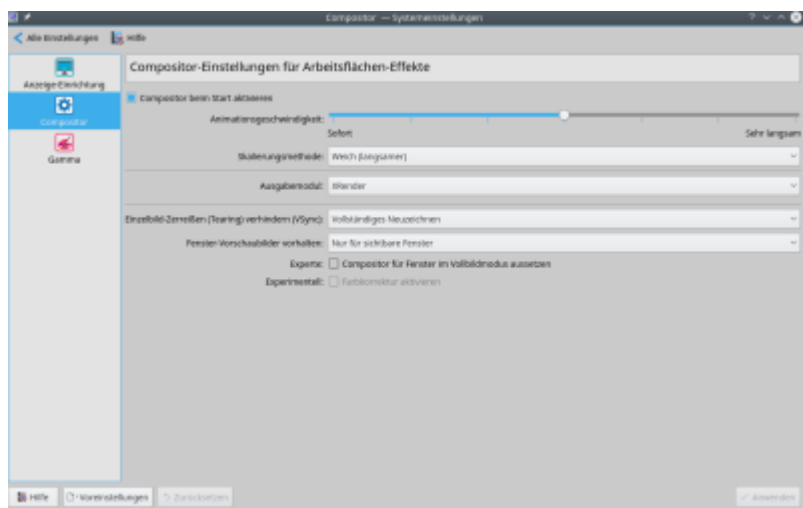 Compositor — Systemeinstellungen
Alle Einstellungen Hilfe
Compositor-Einstellungen für Arbeitsflächen-Effekte
Anzeige-Einrichtung
Compositor
Gamma
Compositor beim Start aktivieren
Animationsgeschwindigkeit:
Sofort Sehr langsam
Skalierungsmethode: Weich (langsamer)
Ausgabemodul: XRender
Einzelbild-Zerreißen (Tearing) verhindern (VSync): Vollständiges Neuzeichnen
Fenster-Vorschaubilder vorhalten: Nur für sichtbare Fenster
Experte: Compositor für Fenster im Vollbildmodus aussetzen
Experimentell: Farbkorrektur aktivieren
Hilfe Voreinstellungen Zurücksetzen Anwenden